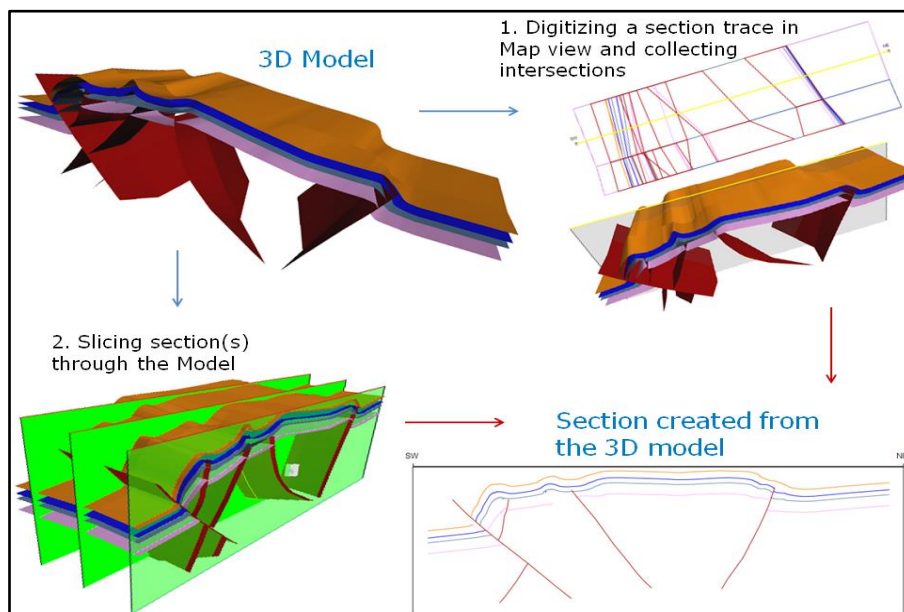 3D Model
1. Digitizing a section trace in
Map view and collecting
intersections
2. Slicing section(s)
through the Model
Section created from
the 3D model
SW